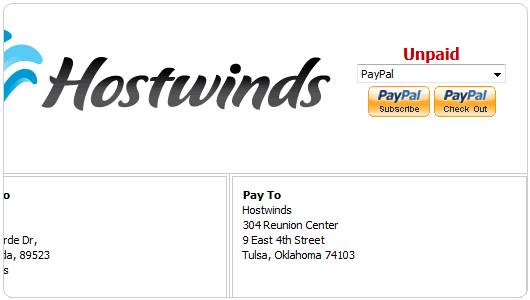 Hostwinds
Unpaid
PayPal
PayPal
Subscribe
PayPal
Check Out
o
rde Dr,
da, 89523
s
Pay To
Hostwinds
304 Reunion Center
9 East 4th Street
Tulsa, Oklahoma 74103